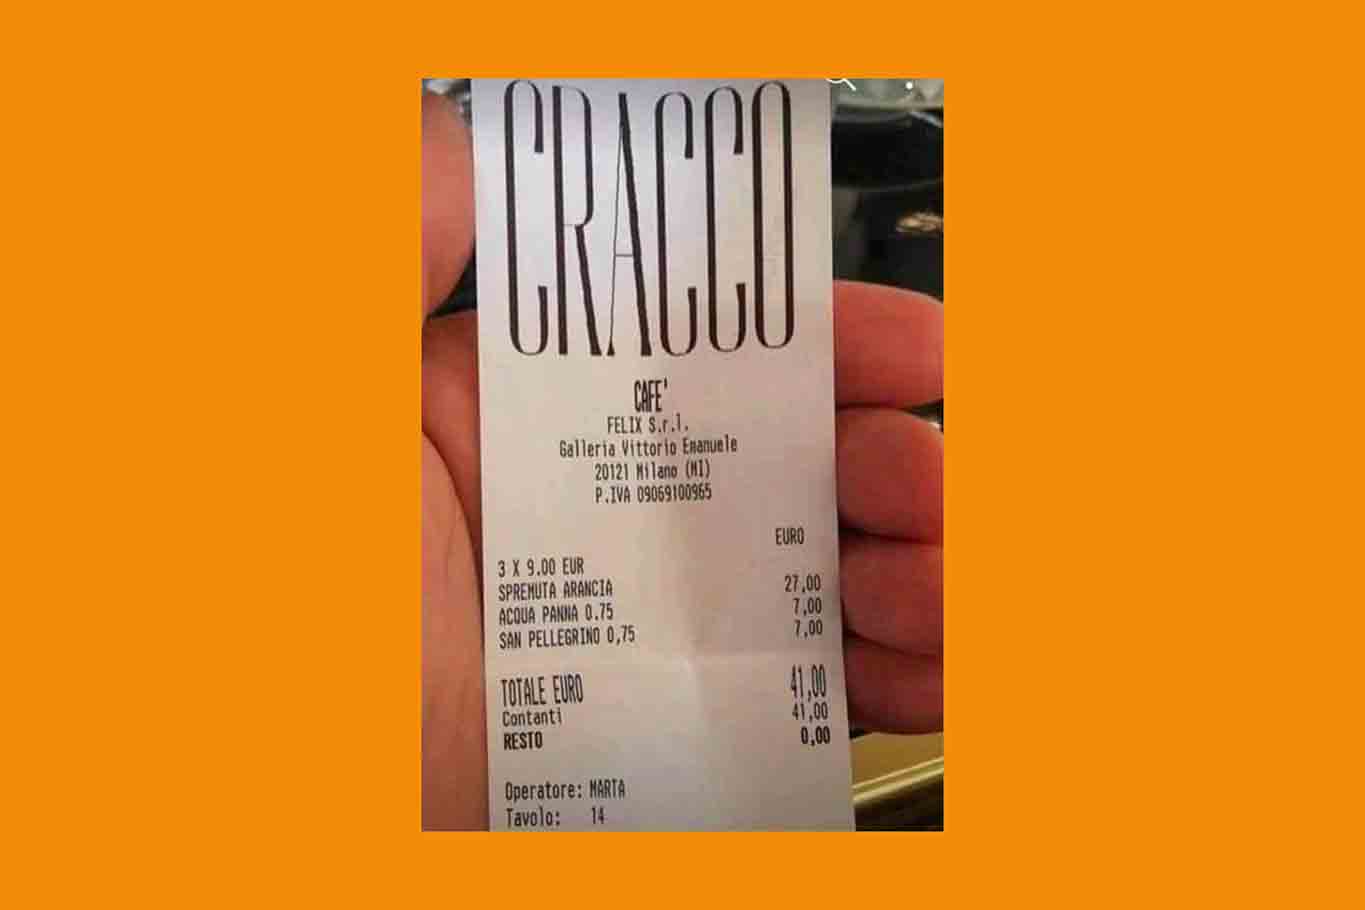 CRACCO
CAFE'
FELIX S.r.l.
Galleria Vittorio Emanuele
20121 Milano (MI)
P.IVA 09069100965
EURO
3 X 9.00 EUR
SPREMUTA ARANCIA 27,00
ACQUA PANNA 0.75 7,00
SAN PELLEGRINO 0,75 7,00
TOTALE EURO 41,00
Contanti 41,00
RESTO 0,00
Operatore: MARTA
Tavolo: 14